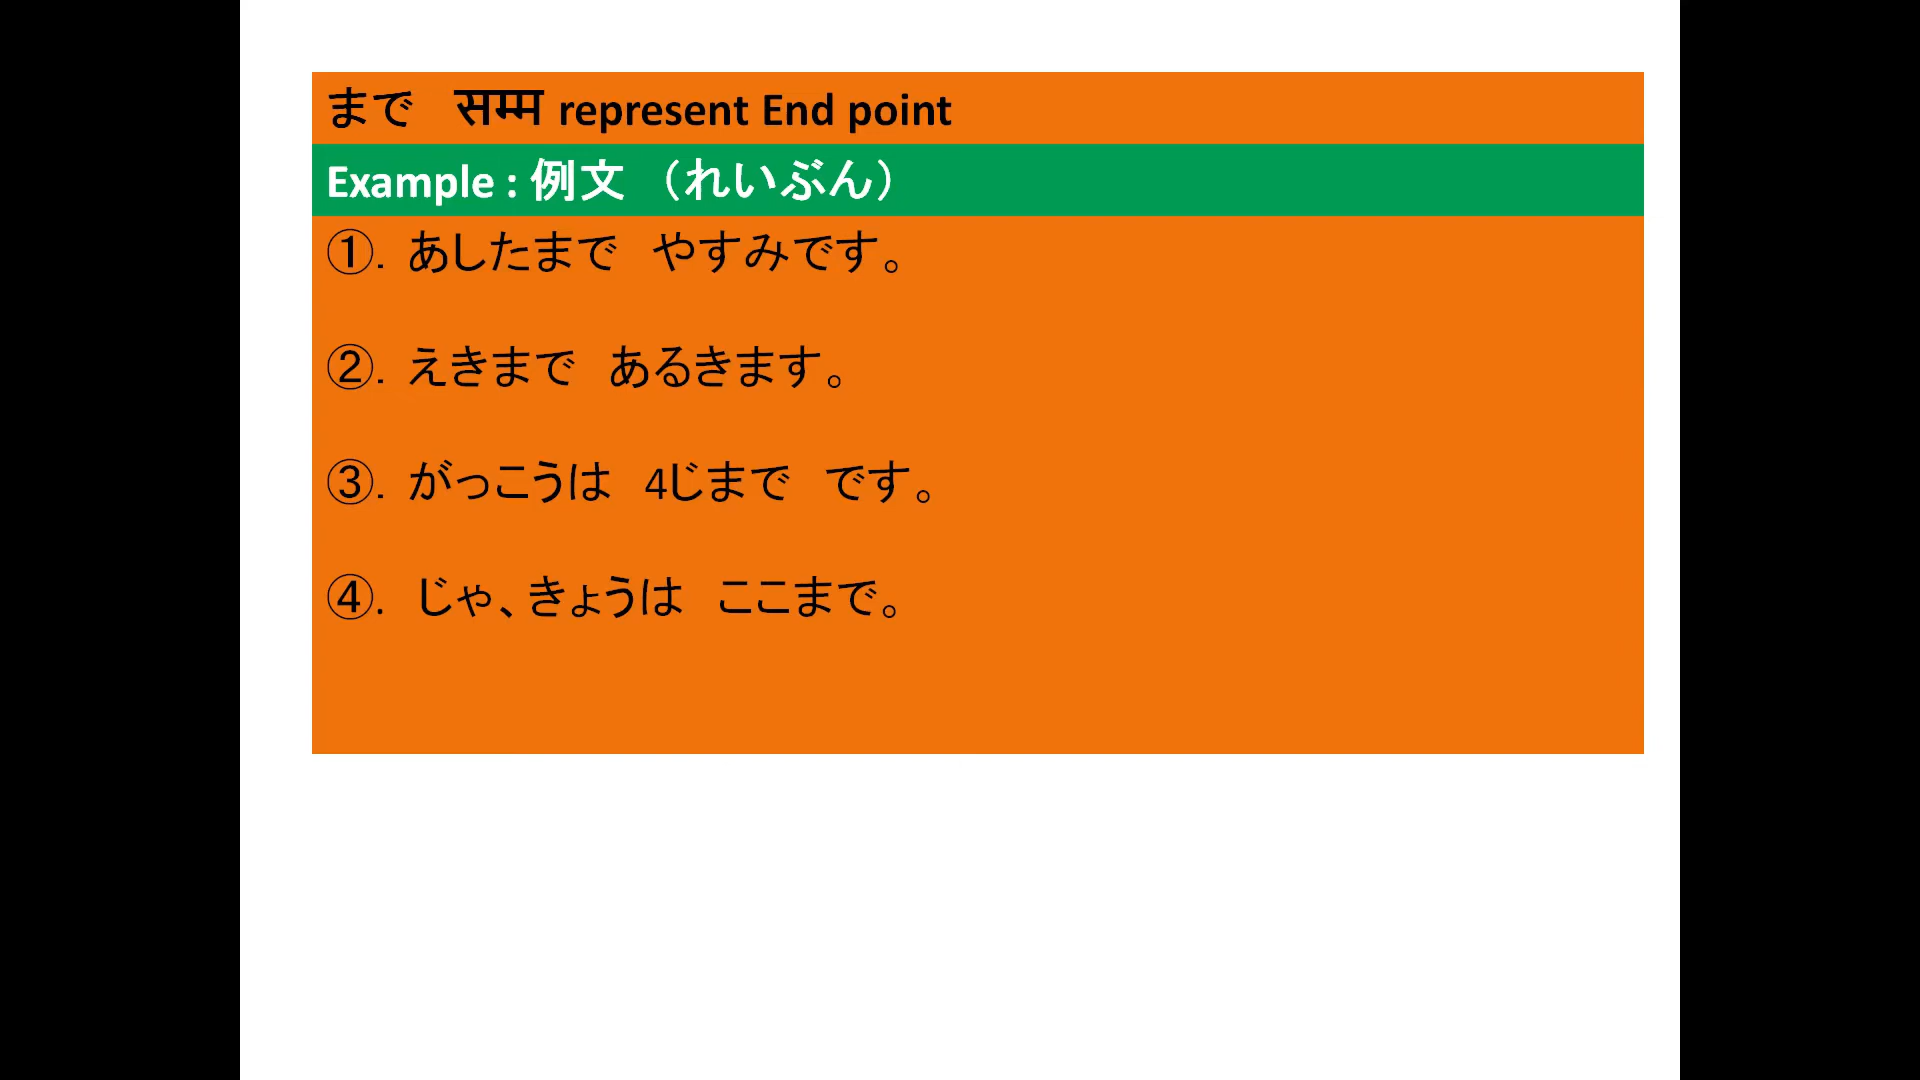 まで　सम्म represent End point
Example : 例文　（れいぶん）
①. あしたまで　やすみです。
②. えきまで　あるきます。
③. がっこうは　4じまで　です。
④.　じゃ、きょうは　ここまで。